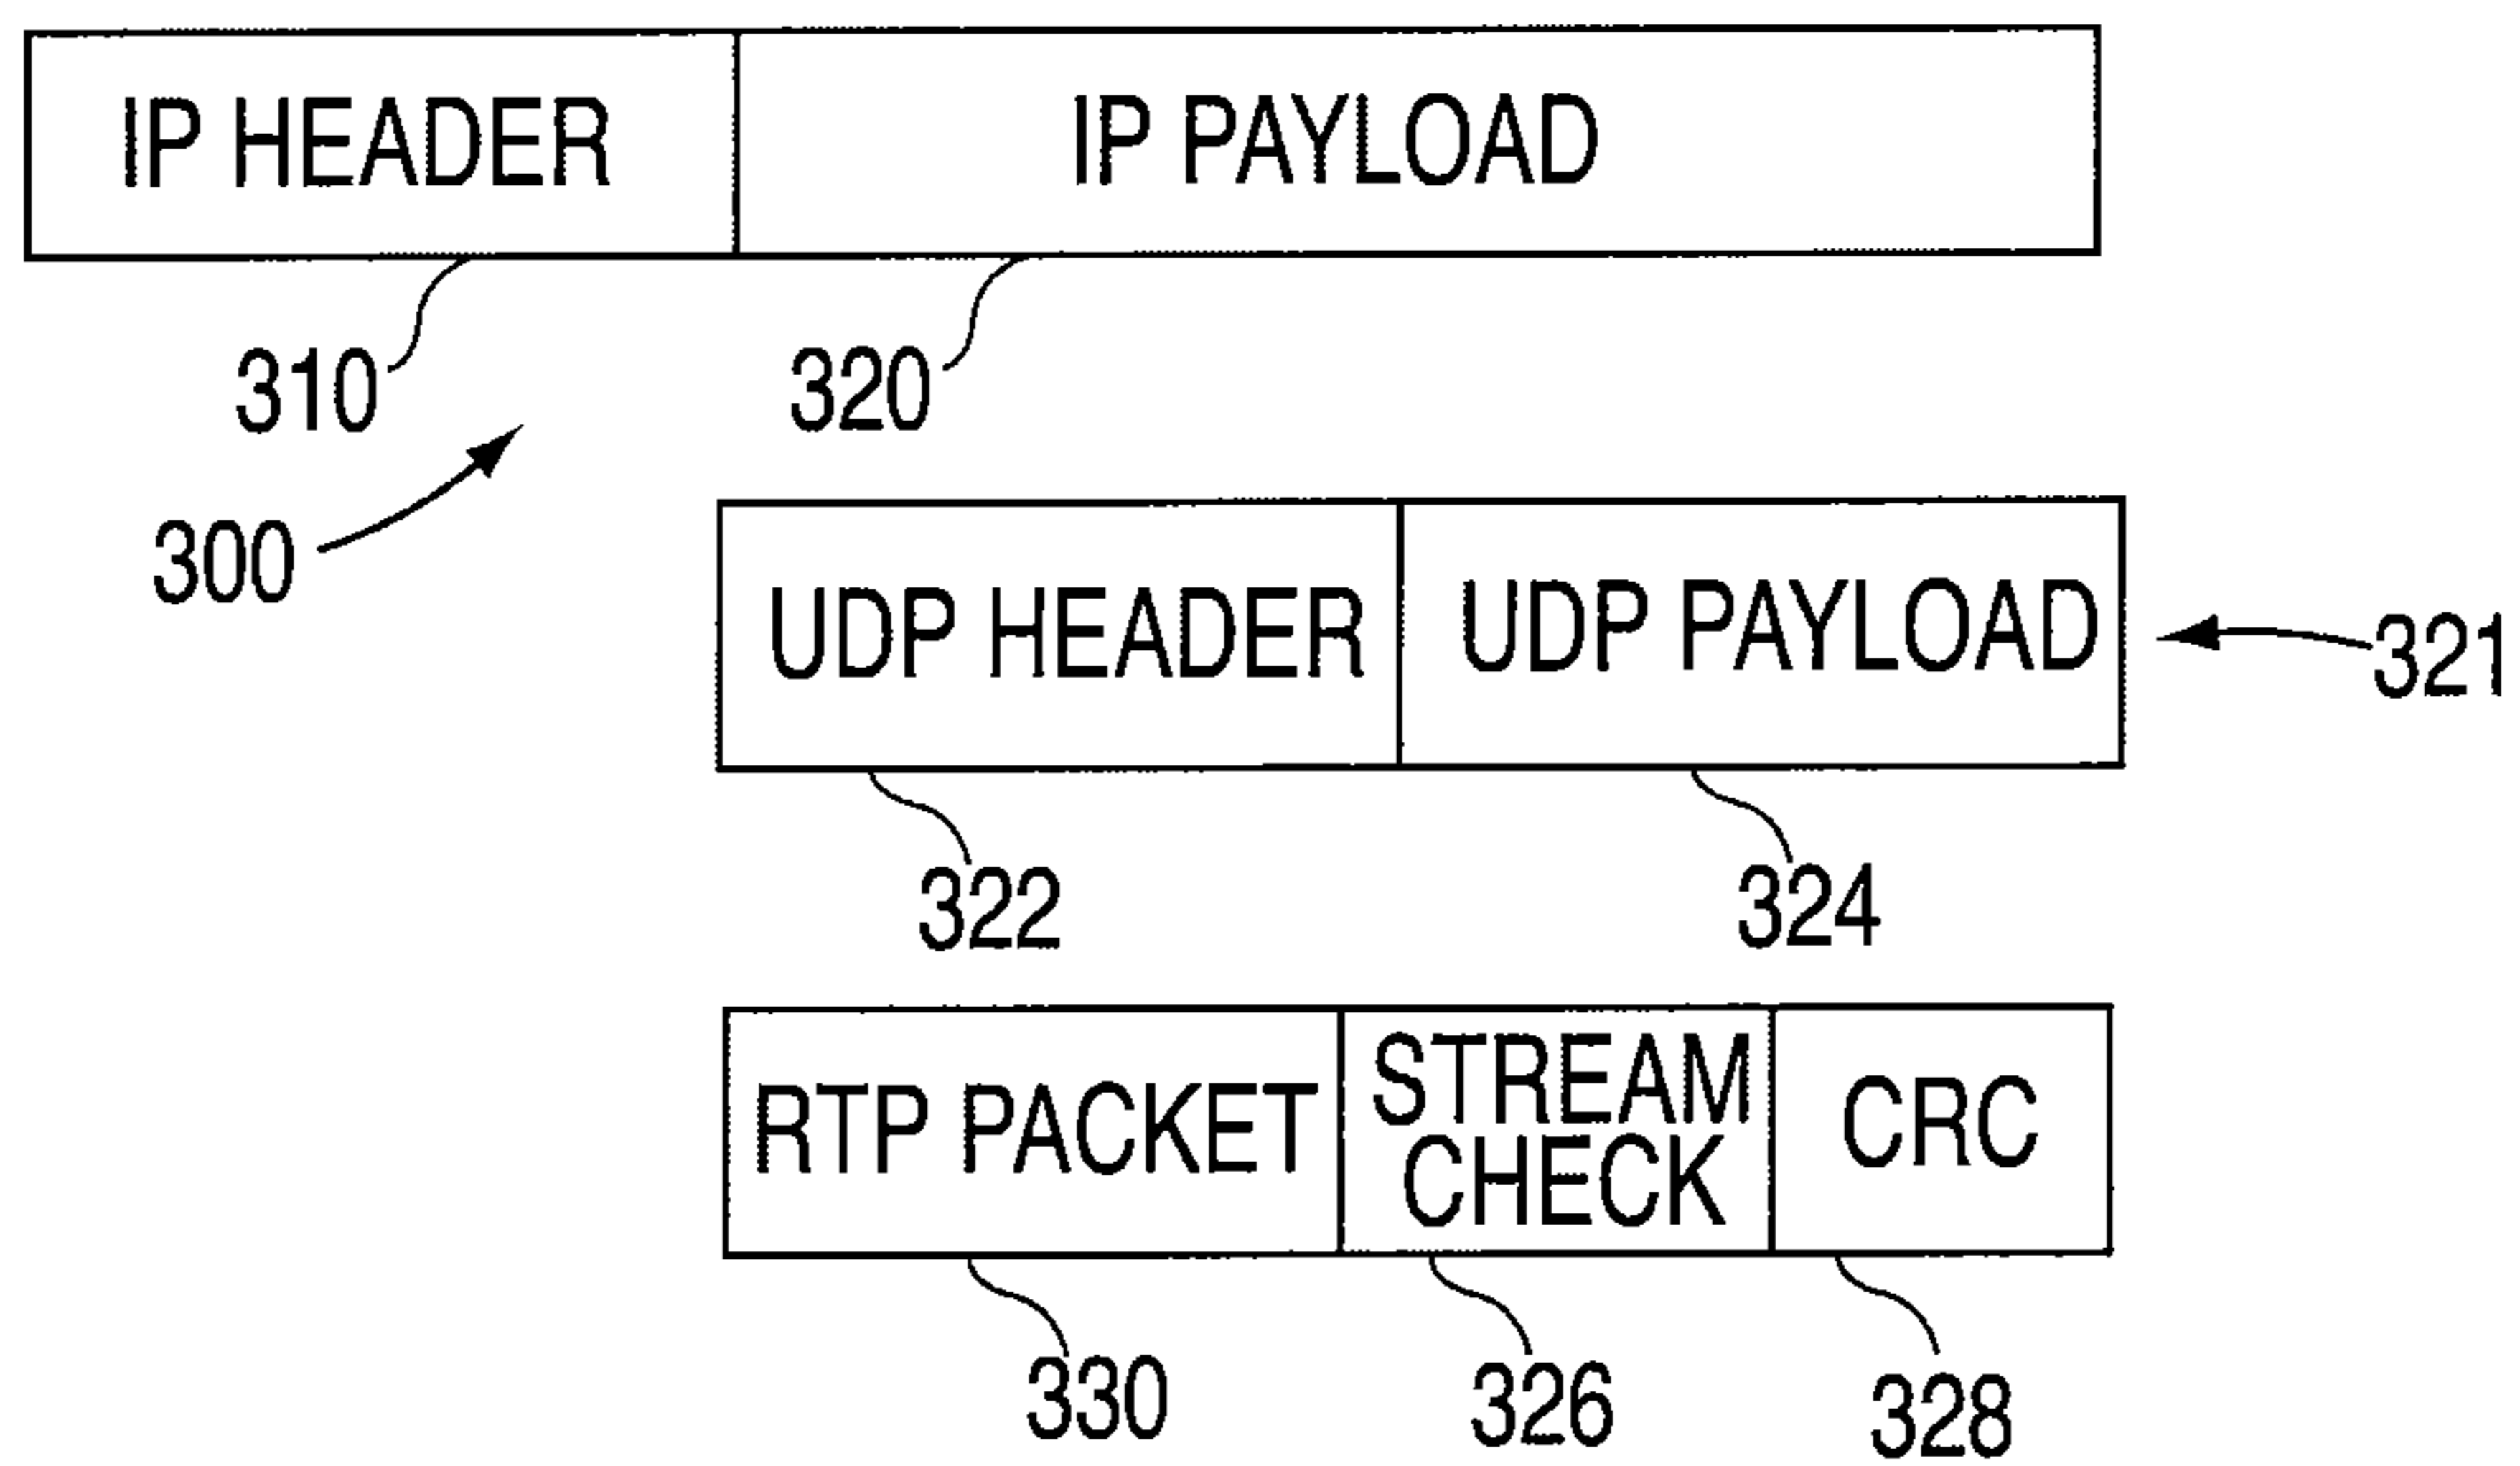 IP HEADER
IP PAYLOAD
310
320
300
UDP HEADER
UDP PAYLOAD
321
322
324
RTP PACKET
STREAM
CHECK
CRC
330
326
328